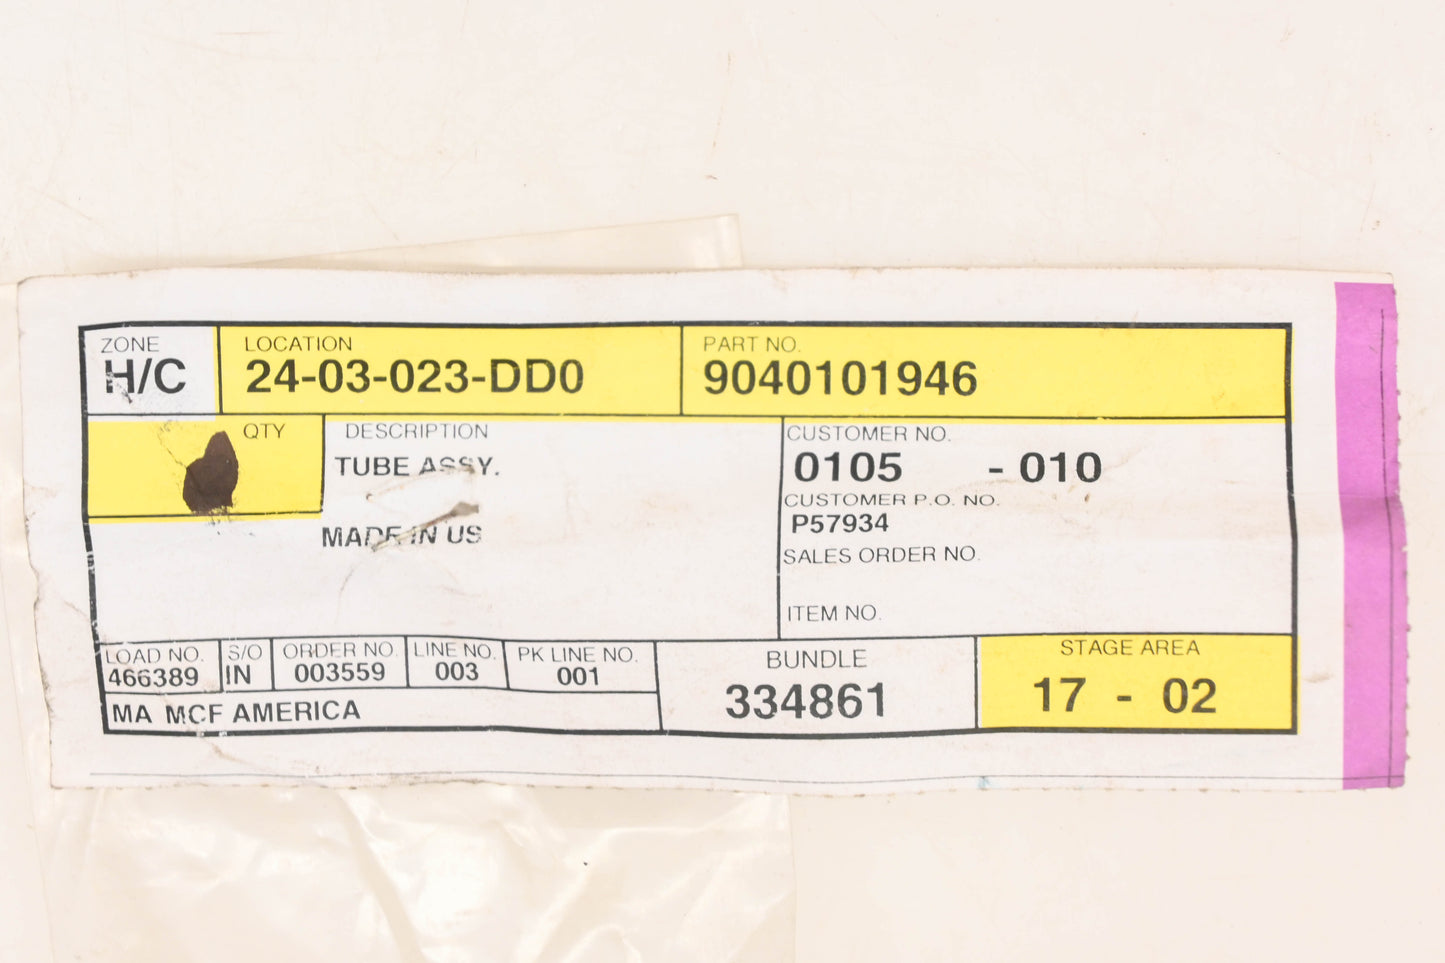 ZONE LOCATION PART NO.
H/C 24-03-023-DD0 9040101946
QTY DESCRIPTION CUSTOMER NO.
TUBE ASSY. 0105 - 010
CUSTOMER P.O. NO.
MADE IN US P57934
SALES ORDER NO.
ITEM NO.
LOAD NO. S/O ORDER NO. LINE NO. PK LINE NO. BUNDLE STAGE AREA
466389 IN 003559 003 001 334861 17 - 02
MA MCF AMERICA